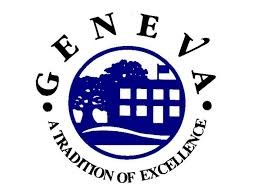 GENEVA
A TRADITION OF EXCELLENCE